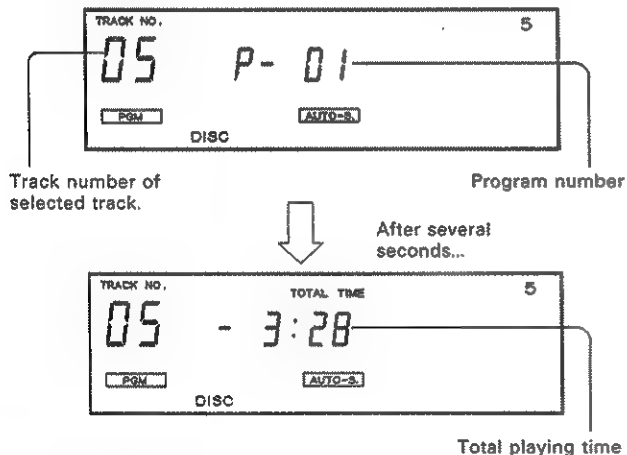 TRACK NO. 5
05 P- 01
PGM AUTO-S.
DISC
Track number of
selected track.
Program number
After several
seconds...
TRACK NO. TOTAL TIME 5
05 - 3:28
PGM AUTO-S.
DISC
Total playing time